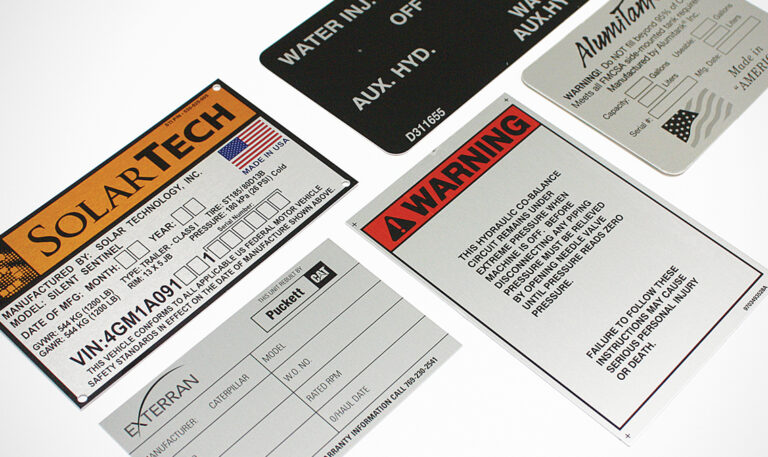 SOLARTECH
MADE IN USA
MANUFACTURED BY: SOLAR TECHNOLOGY, INC.
MODEL: SILENT SENTINEL
DATE OF MFG: MONTH: YEAR:
GVWR: 544 KG (1200 LB) TYPE: TRAILER - CLASS I TIRE: ST185/80D13B
GAWR: 544 KG (1200 LB) RIM: 13 X 5 JB PRESSURE: 180 kPa (26 PSI) Cold
Serial Number
VIN:4GM1A091 1
THIS VEHICLE CONFORMS TO ALL APPLICABLE US FEDERAL MOTOR VEHICLE
SAFETY STANDARDS IN EFFECT ON THE DATE OF MANUFACTURE SHOWN ABOVE.
WATER INJ.
OFF
AUX. HYD.
AUX.HY
D311655
AlumiTank
WARNING! Do NOT fill beyond 95% of
Meets all FMCSA side-mounted tank
Manufactured by Alumitank Inc.
Capacity: Gallons Useable: Gallons
Liters Liters
Serial #: Mfg. Date:
Made in
"AMERIC
WARNING
THIS HYDRAULIC CO-BALANCE
CIRCUIT REMAINS UNDER
EXTREME PRESSURE WHEN
MACHINE IS OFF. BEFORE
DISCONNECTING ANY PIPING
PRESSURE MUST BE RELIEVED
BY OPENING NEEDLE VALVE
UNTIL PRESSURE READS ZERO
PRESSURE.
FAILURE TO FOLLOW THESE
INSTRUCTIONS MAY CAUSE
SERIOUS PERSONAL INJURY
OR DEATH.
THIS UNIT REBUILT BY
Puckett CAT
EXTERRAN
MANUFACTURER: CATERPILLAR
MODEL
W.O. NO.
RATED RPM
O/HAUL DATE
WARRANTY INFORMATION CALL 769-230-2541